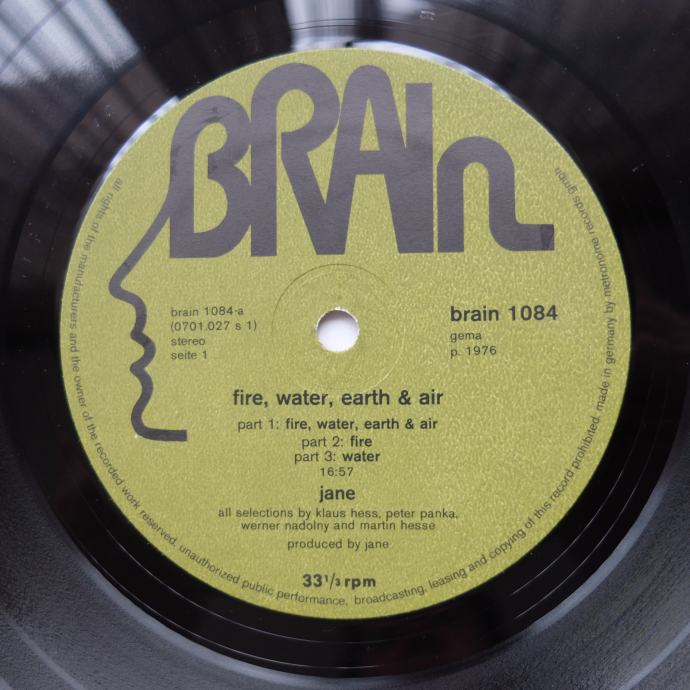 BRAIN
brain 1084-a
(0701.027 s 1)
stereo
seite 1
brain 1084
gema
p. 1976
fire, water, earth & air
part 1: fire, water, earth & air
part 2: fire
part 3: water
16:57
jane
all selections by klaus hess, peter panka,
werner nadolny and martin hesse
produced by jane
33 1/3 rpm
all rights of the manufacturers and the owner of the recorded work reserved. unauthorized public performance, broadcasting, leasing and copying of this record prohibited. made in germany by metronome records gmbh